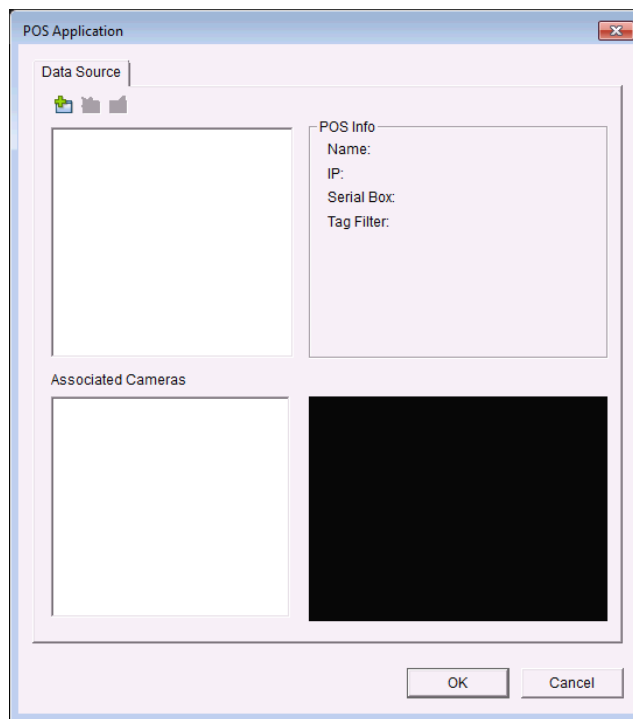 POS Application
Data Source
POS Info
Name:
IP:
Serial Box:
Tag Filter:
Associated Cameras
OK
Cancel